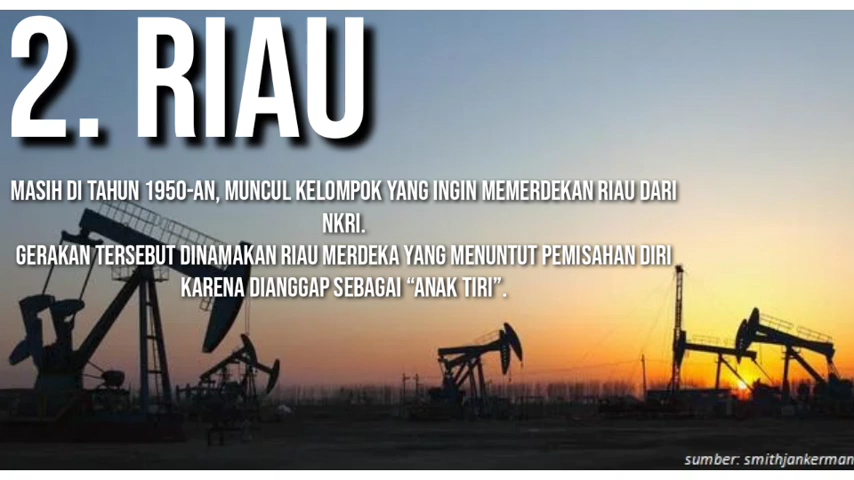 2. RIAU
MASIH DI TAHUN 1950-AN, MUNCUL KELOMPOK YANG INGIN MEMERDEKAN RIAU DARI
NKRI.
GERAKAN TERSEBUT DINAMAKAN RIAU MERDEKA YANG MENUNTUT PEMISAHAN DIRI
KARENA DIANGGAP SEBAGAI “ANAK TIRI”.
sumber: smithjankerman